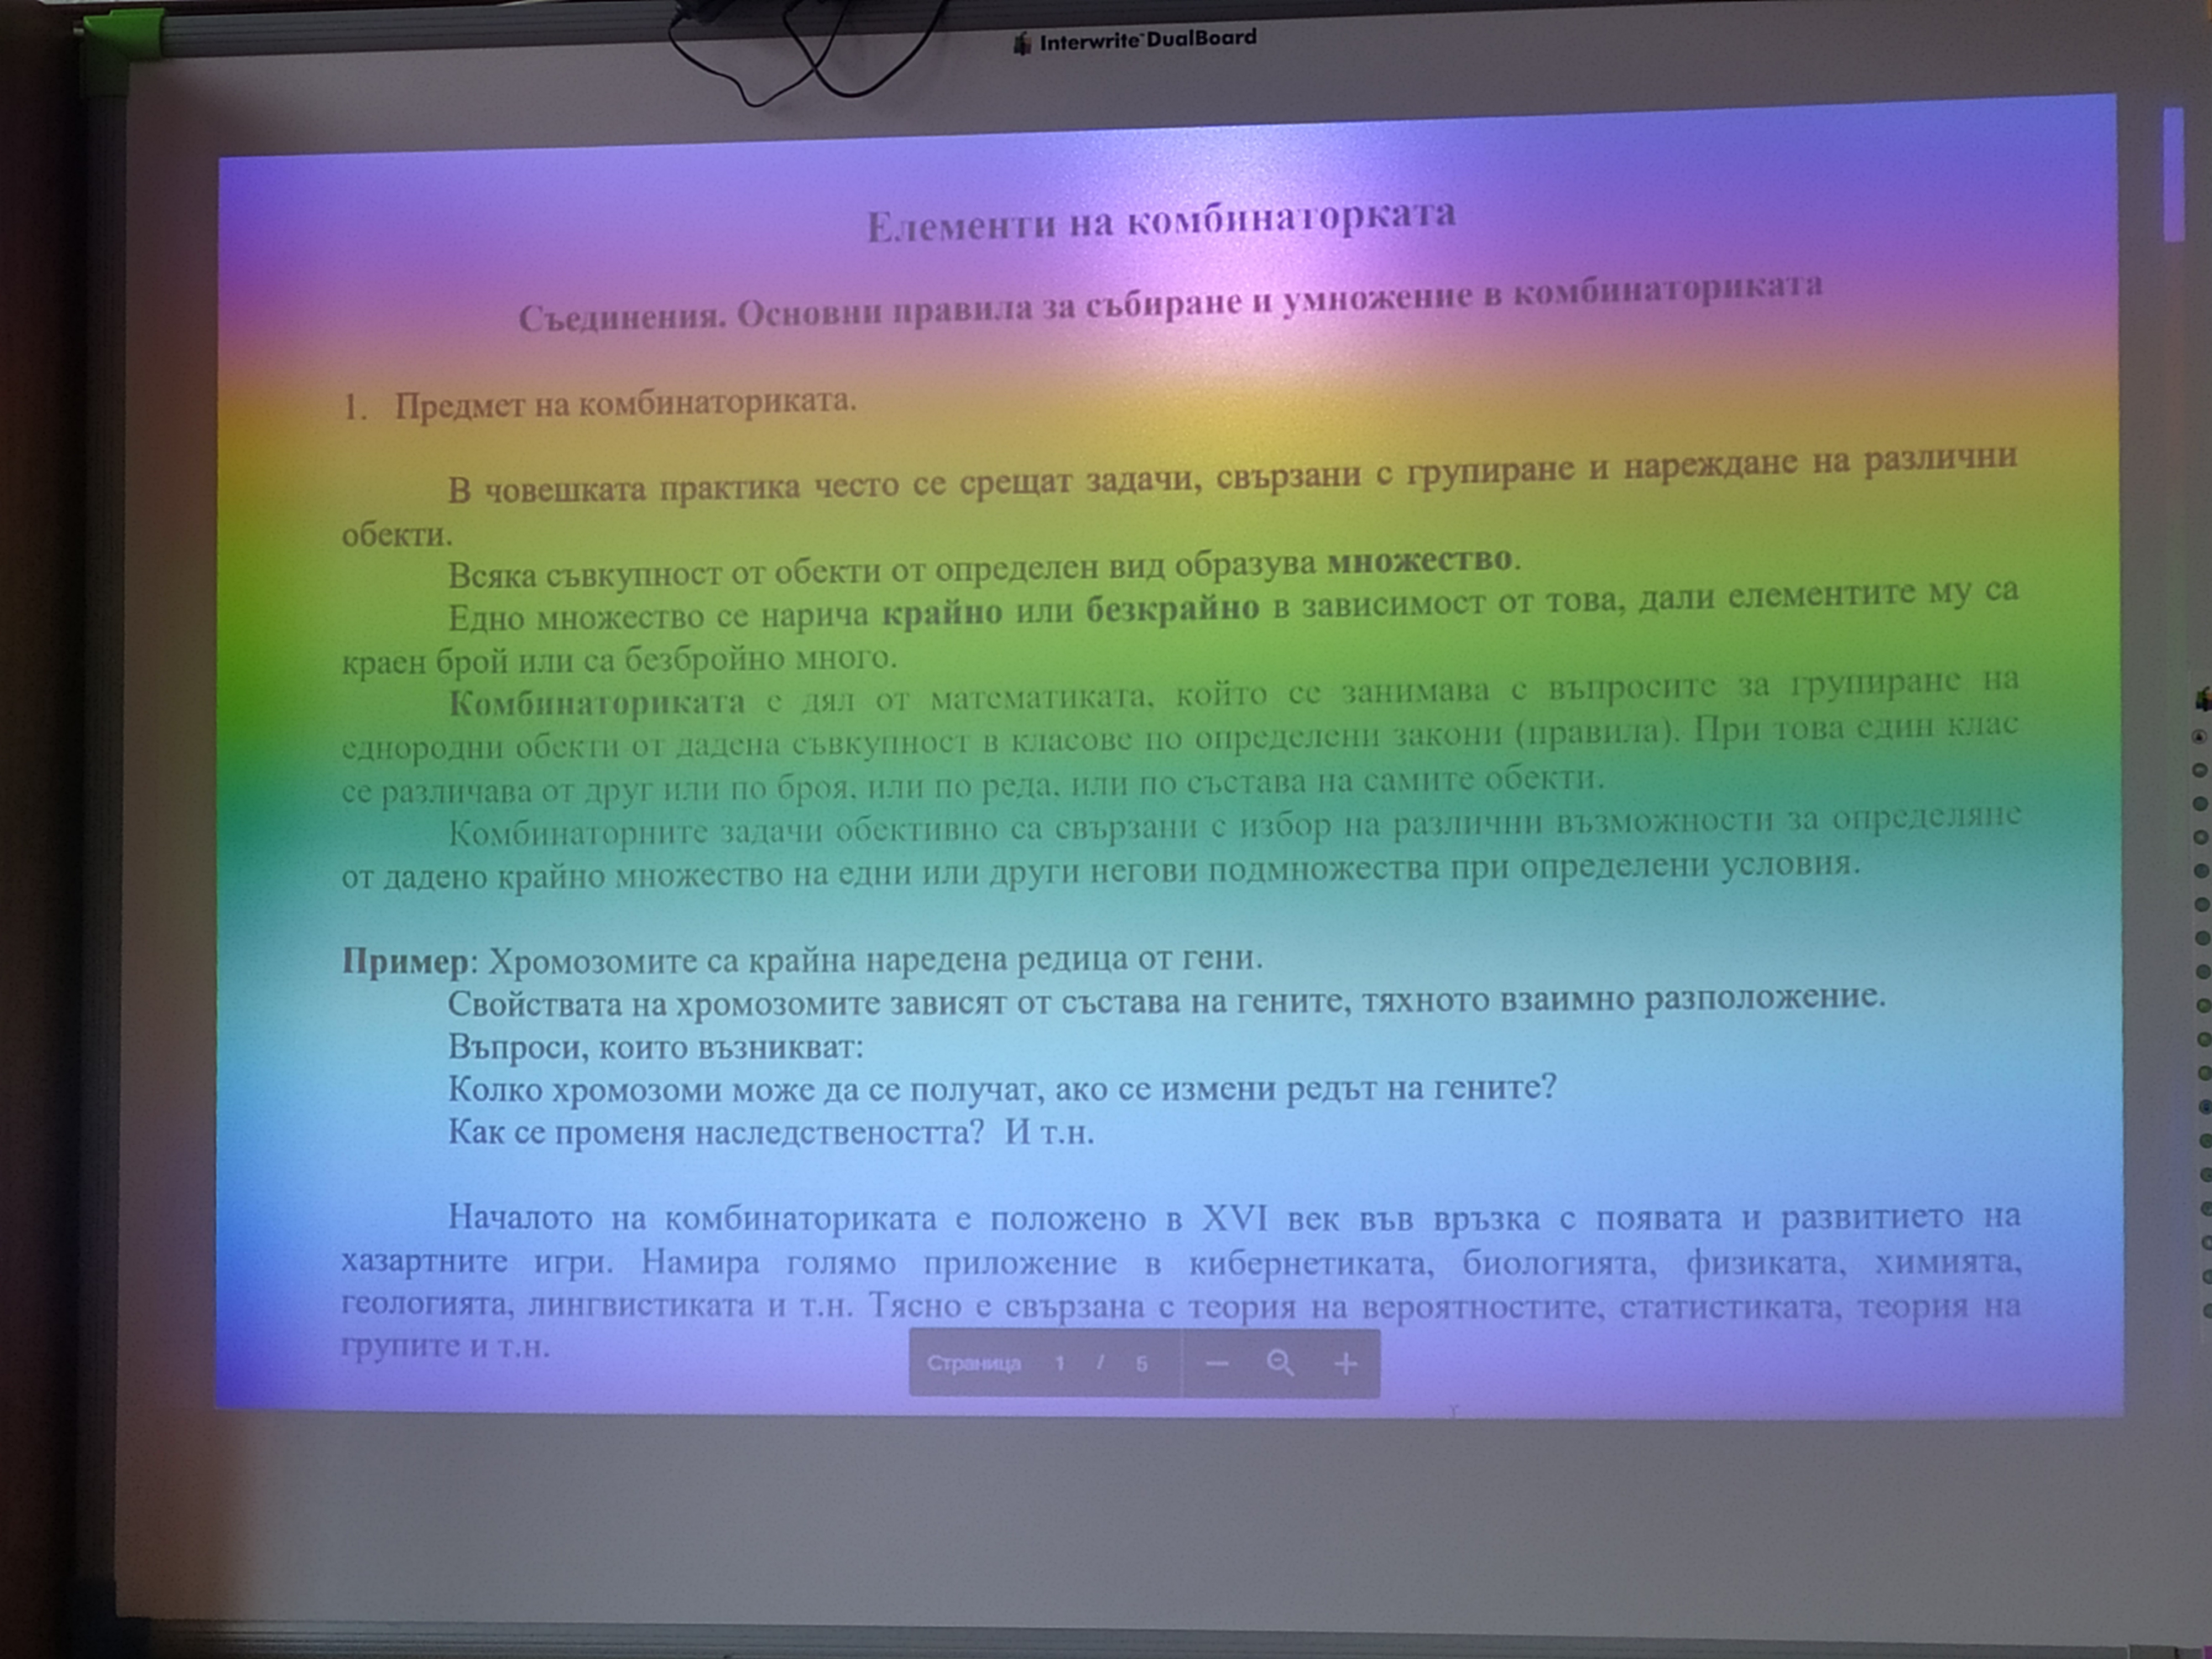 Interwrite DualBoard
Елементи на комбинаторката
Съединения. Основни правила за събиране и умножение в комбинаториката
1. Предмет на комбинаториката.
В човешката практика често се срещат задачи, свързани с групиране и нареждане на различни
обекти.
Всяка съвкупност от обекти от определен вид образува множество.
Едно множество се нарича крайно или безкрайно в зависимост от това, дали елементите му са
краен брой или са безбройно много.
Комбинаториката е дял от математиката, който се занимава с въпросите за групиране на
еднородни обекти от дадена съвкупност в класове по определени закони (правила). При това един клас
се различава от друг или по броя, или по реда, или по състава на самите обекти.
Комбинаторните задачи обективно са свързани с избор на различни възможности за определяне
от дадено крайно множество на едни или други негови подмножества при определени условия.
Пример: Хромозомите са крайна наредена редица от гени.
Свойствата на хромозомите зависят от състава на гените, тяхното взаимно разположение.
Въпроси, които възникват:
Колко хромозоми може да се получат, ако се измени редът на гените?
Как се променя наследствеността? И т.н.
Началото на комбинаториката е положено в XVI век във връзка с появата и развитието на
хазартните игри. Намира голямо приложение в кибернетиката, биологията, физиката, химията,
геологията, лингвистиката и т.н. Тясно е свързана с теория на вероятностите, статистиката, теория на
групите и т.н.
Страница 1 / 5